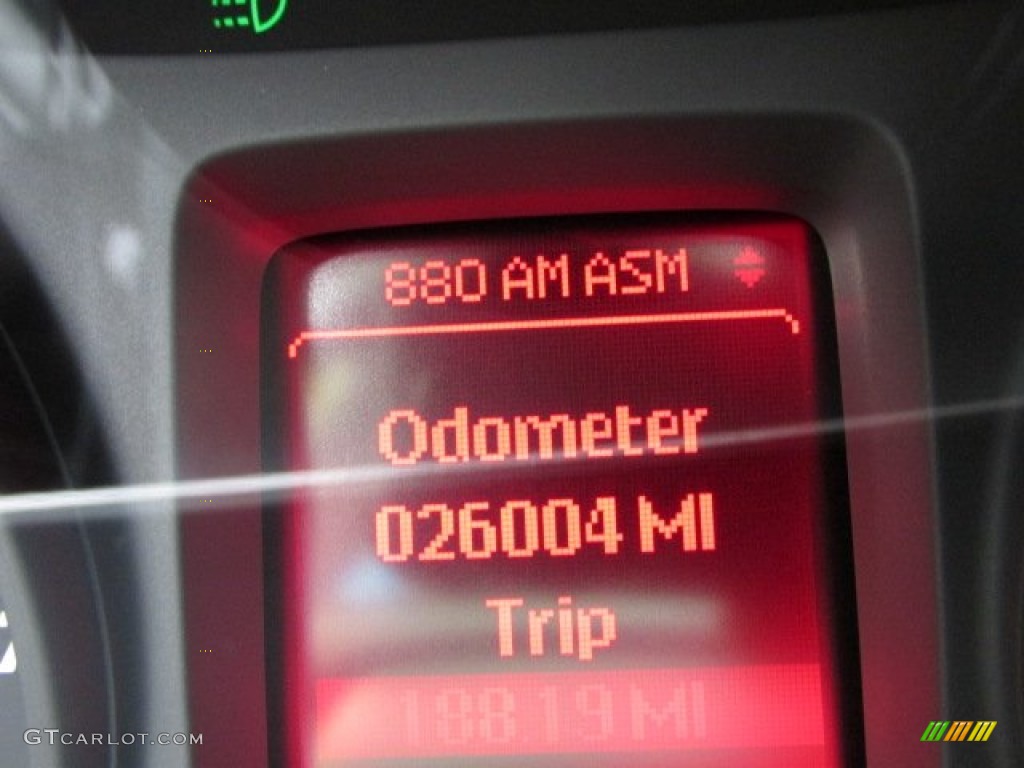 880 AM ASM
Odometer
026004 MI
Trip
188.19 MI
GTCARLOT.COM